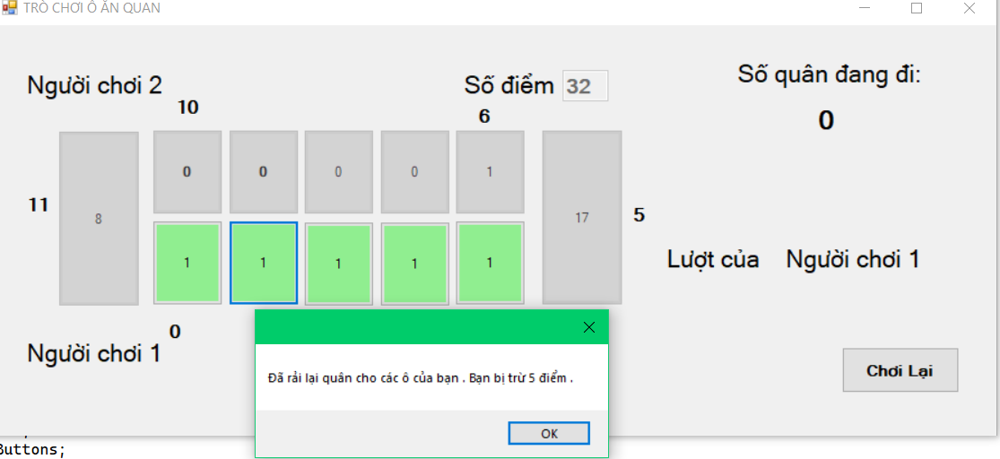 TRÒ CHƠI Ô ĂN QUAN
Số quân đang đi:
Người chơi 2
Số điểm 32
10
6
0
0 0 0 0 1
11
8
17
5
1 1 1 1 1
Lượt của Người chơi 1
0
Người chơi 1
Đã rải lại quân cho các ô của bạn . Bạn bị trừ 5 điểm .
Chơi Lại
OK
Buttons;